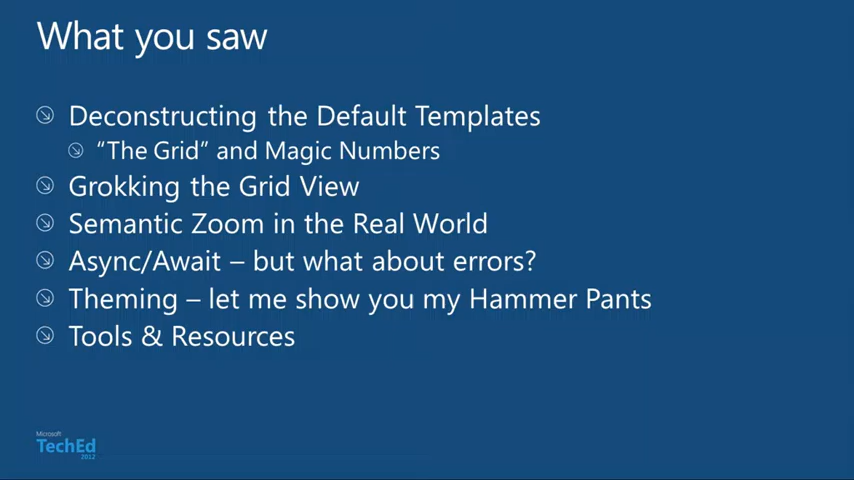 What you saw
Deconstructing the Default Templates
“The Grid” and Magic Numbers
Grokking the Grid View
Semantic Zoom in the Real World
Async/Await – but what about errors?
Theming – let me show you my Hammer Pants
Tools & Resources
Microsoft
TechEd
2012